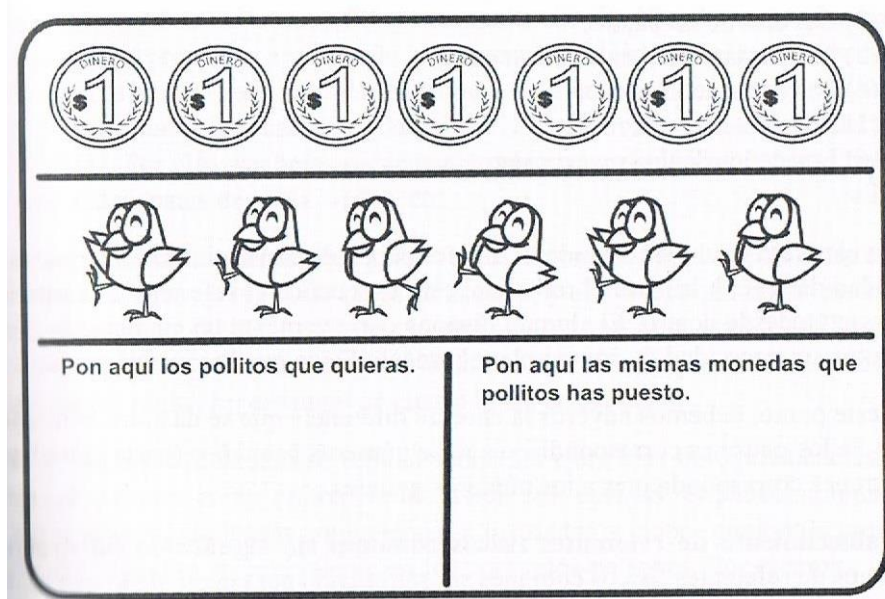 DINERO DINERO DINERO DINERO DINERO DINERO DINERO
$1 $1 $1 $1 $1 $1 $1
Pon aquí los pollitos que quieras.
Pon aquí las mismas monedas que
pollitos has puesto.